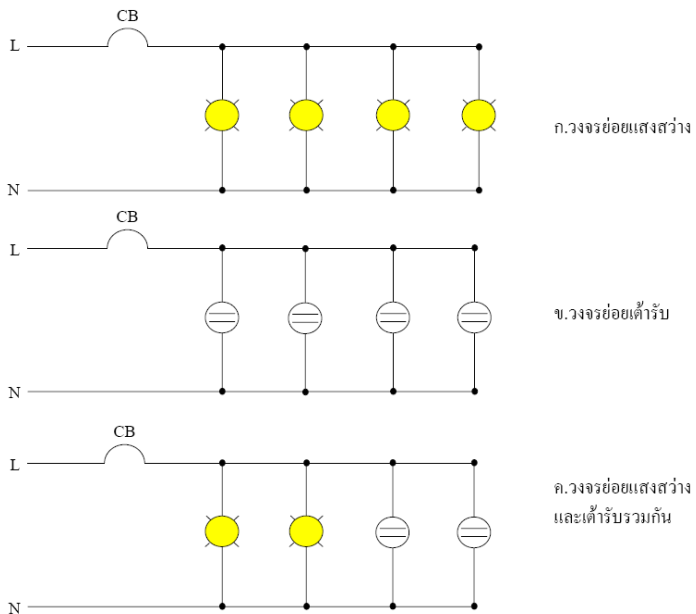 CB
L
ก.วงจรย่อยแสงสว่าง
N
CB
L
ข.วงจรย่อยเต้ารับ
N
CB
L
ค.วงจรย่อยแสงสว่าง
และเต้ารับรวมกัน
N